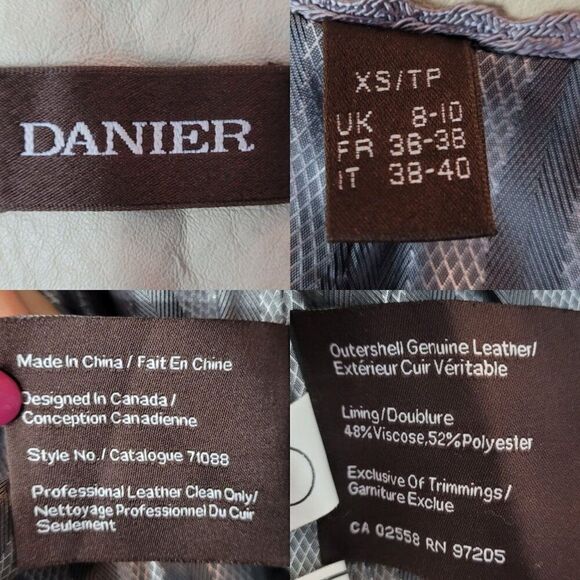 DANIER
XS/TP
UK 8-10
FR 36-38
IT 38-40
Made In China / Fait En Chine
Designed In Canada /
Conception Canadienne
Style No./ Catalogue 71088
Professional Leather Clean Only/
Nettoyage Professionnel Du Cuir
Seulement
Outershell Genuine Leather/
Extérieur Cuir Véritable
Lining/Doublure
48%Viscose,52%Polyester
Exclusive Of Trimmings/
Garniture Exclue
CA 02558 RN 97205